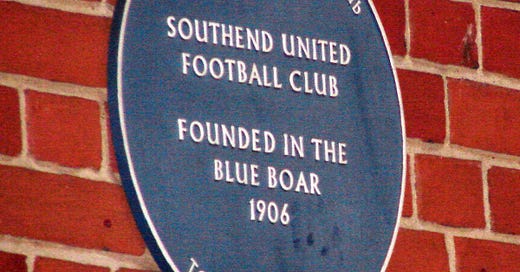 SOUTHEND UNITED
FOOTBALL CLUB
FOUNDED IN THE
BLUE BOAR
1906